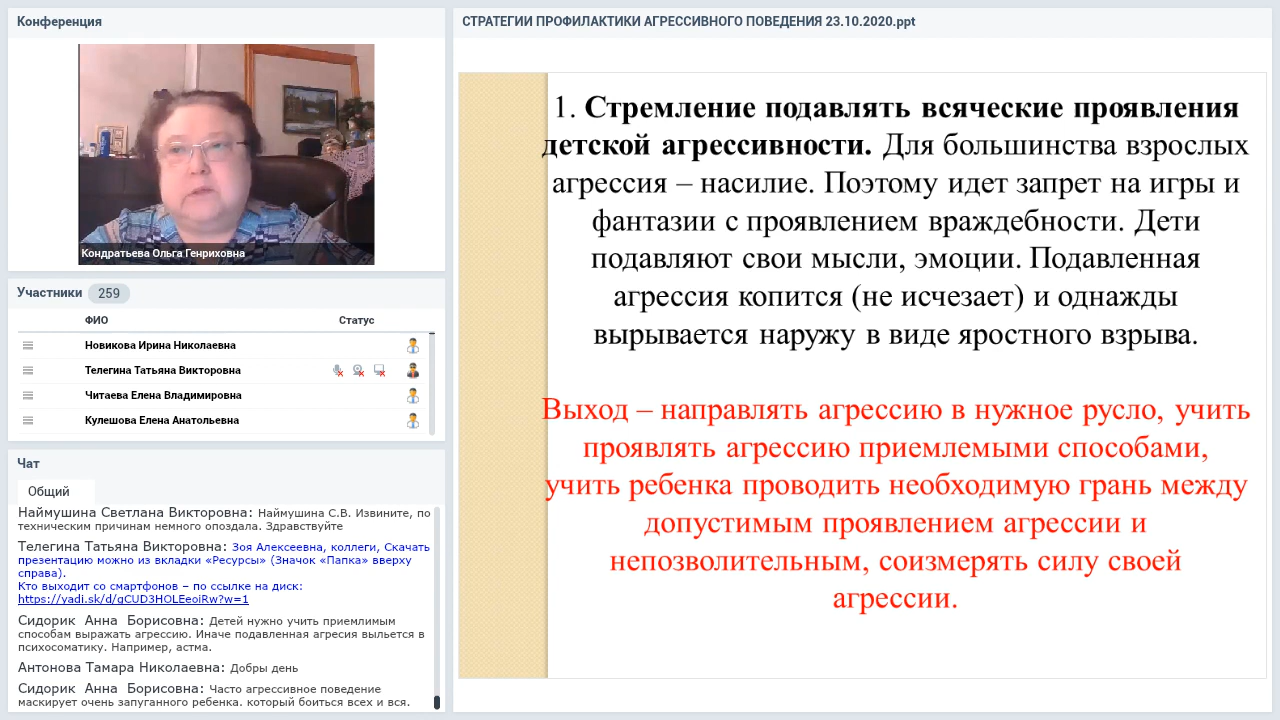 Конференция
Кондратьева Ольга Генриховна
Участники 259
ФИО Статус
Новикова Ирина Николаевна
Телегина Татьяна Викторовна
Читаева Елена Владимировна
Кулешова Елена Анатольевна
Чат
Общий
Наймушина Светлана Викторовна: Наймушина С.В. Извините, по
техническим причинам немного опоздала. Здравствуйте
Телегина Татьяна Викторовна: Зоя Алексеевна, коллеги, Скачать
презентацию можно из вкладки «Ресурсы» (Значок «Папка» вверху
справа).
Кто выходит со смартфонов – по ссылке на диск:
https://yadi.sk/d/gCUD3HOLEeoiRw?w=1
Сидорик Анна Борисовна: Детей нужно учить приемлимым
способам выражать агрессию. Иначе подавленная агресия выльется в
психосоматику. Например, астма.
Антонова Тамара Николаевна: Добры день
Сидорик Анна Борисовна: Часто агрессивное поведение
маскирует очень запуганного ребенка. который боиться всех и вся.
СТРАТЕГИИ ПРОФИЛАКТИКИ АГРЕССИВНОГО ПОВЕДЕНИЯ 23.10.2020.ppt
1. Стремление подавлять всяческие проявления
детской агрессивности. Для большинства взрослых
агрессия – насилие. Поэтому идет запрет на игры и
фантазии с проявлением враждебности. Дети
подавляют свои мысли, эмоции. Подавленная
агрессия копится (не исчезает) и однажды
вырывается наружу в виде яростного взрыва.
Выход – направлять агрессию в нужное русло, учить
проявлять агрессию приемлемыми способами,
учить ребенка проводить необходимую грань между
допустимым проявлением агрессии и
непозволительным, соизмерять силу своей
агрессии.